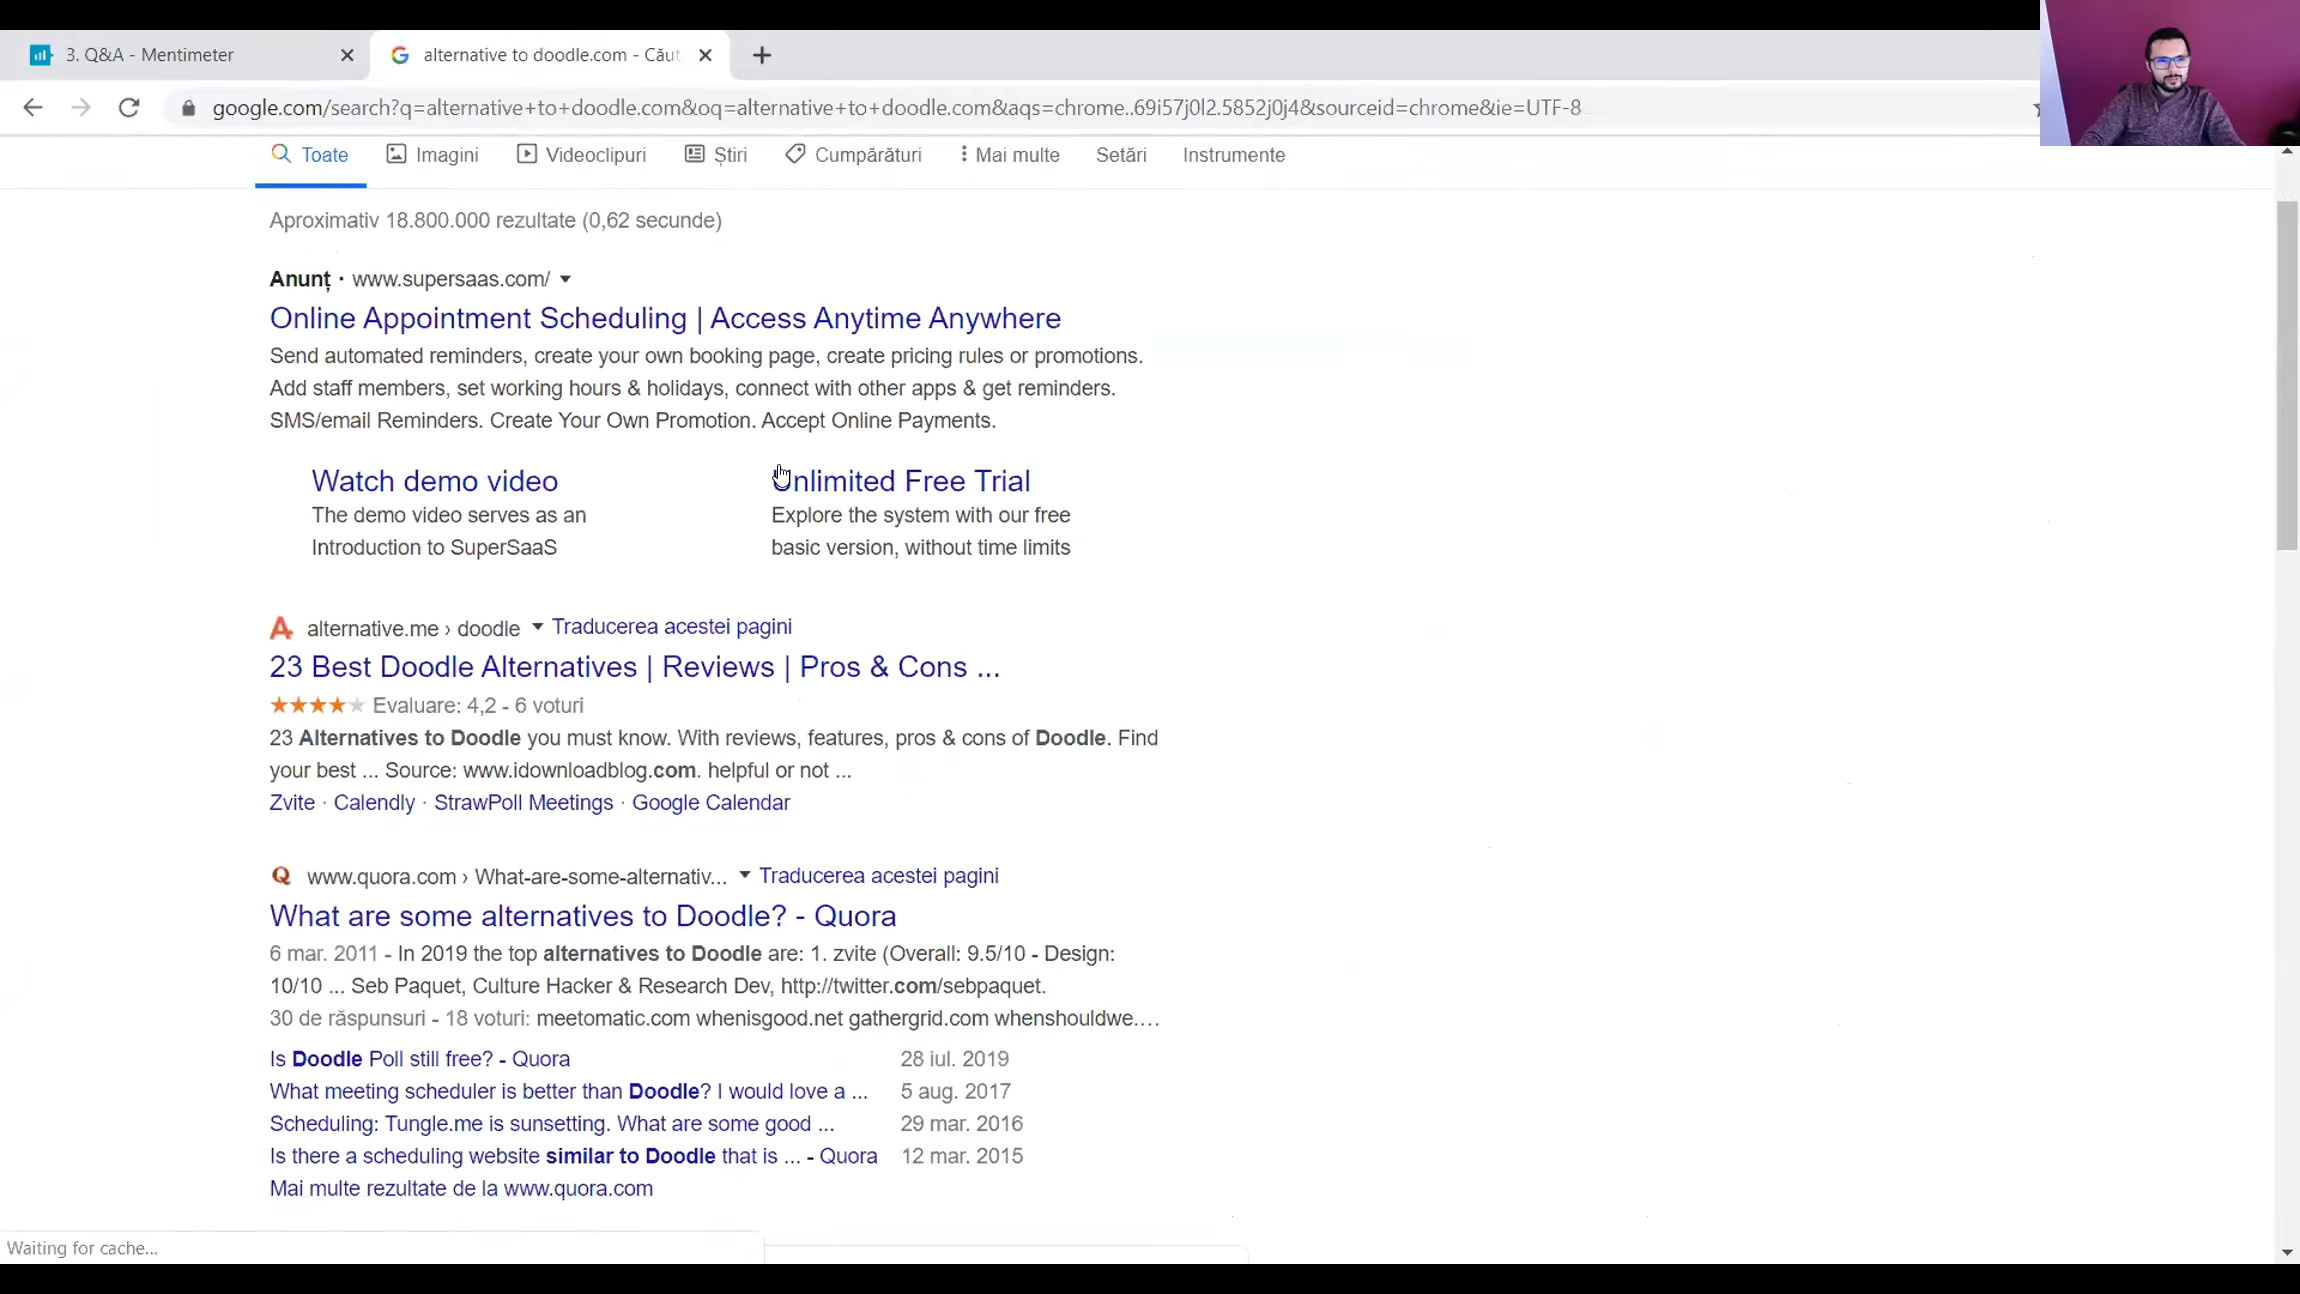 3. Q&A - Mentimeter
alternative to doodle.com - Căut
google.com/search?q=alternative+to+doodle.com&oq=alternative+to+doodle.com&aqs=chrome..69i57j0l2.5852j0j4&sourceid=chrome&ie=UTF-8
Toate Imagini Videoclipuri Știri Cumpărături Mai multe Setări Instrumente
Aproximativ 18.800.000 rezultate (0,62 secunde)
Anunț · www.supersaas.com/
Online Appointment Scheduling | Access Anytime Anywhere
Send automated reminders, create your own booking page, create pricing rules or promotions.
Add staff members, set working hours & holidays, connect with other apps & get reminders.
SMS/email Reminders. Create Your Own Promotion. Accept Online Payments.
Watch demo video
The demo video serves as an
Introduction to SuperSaaS
Unlimited Free Trial
Explore the system with our free
basic version, without time limits
alternative.me › doodle Traducerea acestei pagini
23 Best Doodle Alternatives | Reviews | Pros & Cons ...
Evaluare: 4,2 - 6 voturi
23 Alternatives to Doodle you must know. With reviews, features, pros & cons of Doodle. Find
your best ... Source: www.idownloadblog.com. helpful or not ...
Zvite · Calendly · StrawPoll Meetings · Google Calendar
www.quora.com › What-are-some-alternativ... Traducerea acestei pagini
What are some alternatives to Doodle? - Quora
6 mar. 2011 - In 2019 the top alternatives to Doodle are: 1. zvite (Overall: 9.5/10 - Design:
10/10 ... Seb Paquet, Culture Hacker & Research Dev, http://twitter.com/sebpaquet.
30 de răspunsuri - 18 voturi: meetomatic.com whenisgood.net gathergrid.com whenshouldwe....
Is Doodle Poll still free? - Quora 28 iul. 2019
What meeting scheduler is better than Doodle? I would love a ... 5 aug. 2017
Scheduling: Tungle.me is sunsetting. What are some good ... 29 mar. 2016
Is there a scheduling website similar to Doodle that is ... - Quora 12 mar. 2015
Mai multe rezultate de la www.quora.com
Waiting for cache...